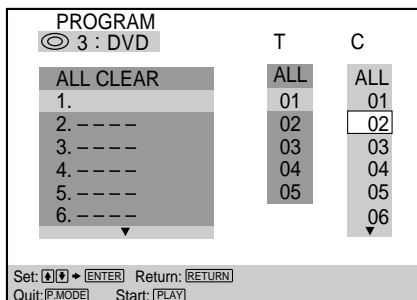 PROGRAM
3 : DVD
T C
ALL CLEAR
1.
2. – – – –
3. – – – –
4. – – – –
5. – – – –
6. – – – –
ALL
01
02
03
04
05
ALL
01
02
03
04
05
06
Set: ENTER Return: RETURN
Quit: P.MODE Start: PLAY